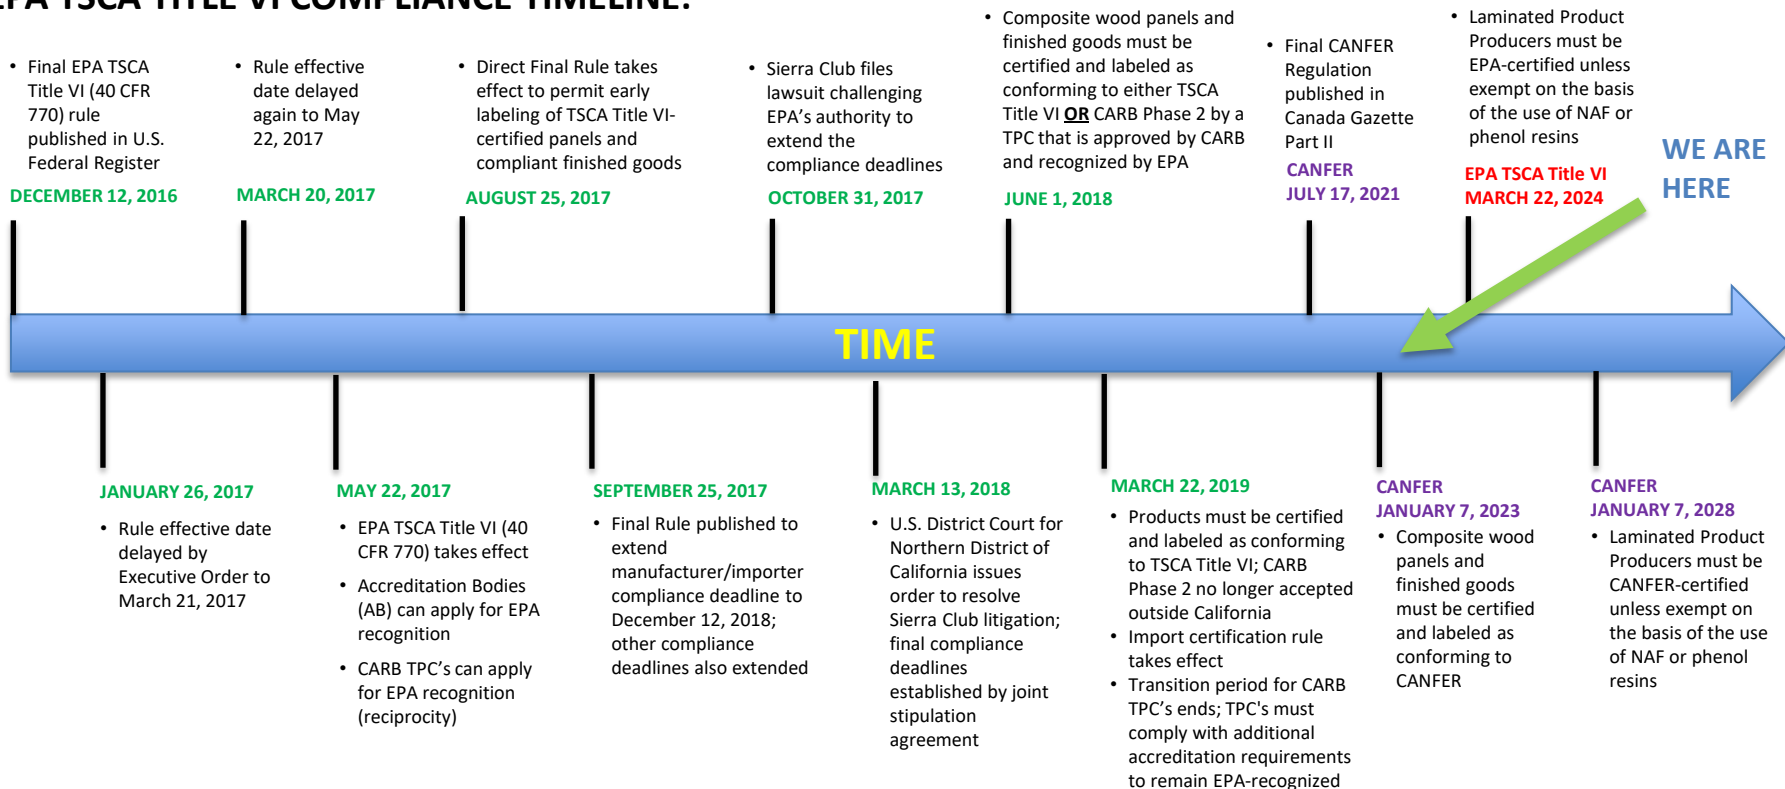 EPA TSCA TITLE VI COMPLIANCE TIMELINE:
• Final EPA TSCA
Title VI (40 CFR
770) rule
published in U.S.
Federal Register
DECEMBER 12, 2016
• Rule effective
date delayed
again to May
22, 2017
MARCH 20, 2017
• Direct Final Rule takes
effect to permit early
labeling of TSCA Title VI-
certified panels and
compliant finished goods
AUGUST 25, 2017
• Sierra Club files
lawsuit challenging
EPA’s authority to
extend the
compliance deadlines
OCTOBER 31, 2017
• Composite wood panels and
finished goods must be
certified and labeled as
conforming to either TSCA
Title VI OR CARB Phase 2 by a
TPC that is approved by CARB
and recognized by EPA
JUNE 1, 2018
• Final CANFER
Regulation
published in
Canada Gazette
Part II
CANFER
JULY 17, 2021
• Laminated Product
Producers must be
EPA-certified unless
exempt on the basis
of the use of NAF or
phenol resins
EPA TSCA Title VI
MARCH 22, 2024
WE ARE
HERE
TIME
JANUARY 26, 2017
• Rule effective date
delayed by
Executive Order to
March 21, 2017
MAY 22, 2017
• EPA TSCA Title VI (40
CFR 770) takes effect
• Accreditation Bodies
(AB) can apply for EPA
recognition
• CARB TPC’s can apply
for EPA recognition
(reciprocity)
SEPTEMBER 25, 2017
• Final Rule published to
extend
manufacturer/importer
compliance deadline to
December 12, 2018;
other compliance
deadlines also extended
MARCH 13, 2018
• U.S. District Court for
Northern District of
California issues
order to resolve
Sierra Club litigation;
final compliance
deadlines
established by joint
stipulation
agreement
MARCH 22, 2019
• Products must be certified
and labeled as conforming
to TSCA Title VI; CARB
Phase 2 no longer accepted
outside California
• Import certification rule
takes effect
• Transition period for CARB
TPC’s ends; TPC's must
comply with additional
accreditation requirements
to remain EPA-recognized
CANFER
JANUARY 7, 2023
• Composite wood
panels and
finished goods
must be certified
and labeled as
conforming to
CANFER
CANFER
JANUARY 7, 2028
• Laminated Product
Producers must be
CANFER-certified
unless exempt on
the basis of the use
of NAF or phenol
resins